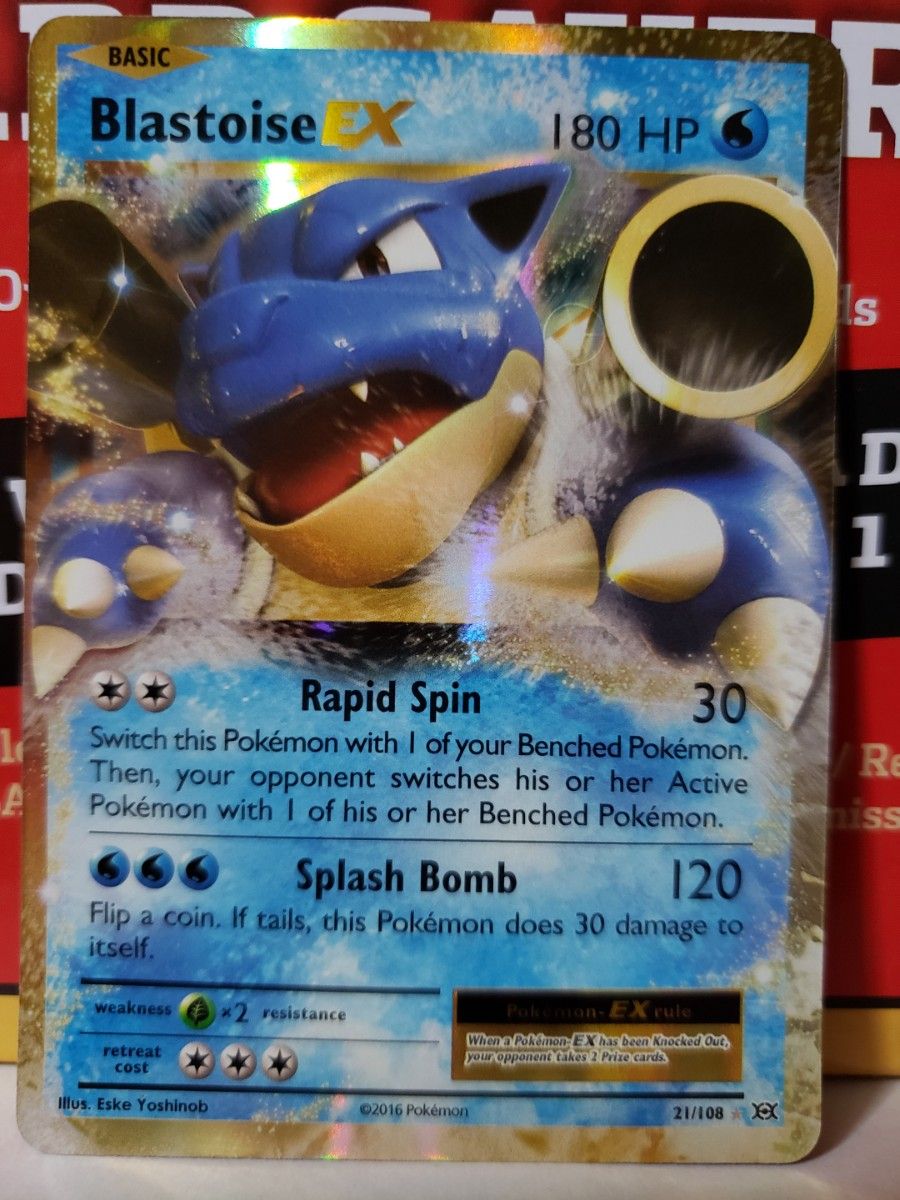 BASIC
Blastoise EX 180 HP
Rapid Spin 30
Switch this Pokémon with 1 of your Benched Pokémon.
Then, your opponent switches his or her Active
Pokémon with 1 of his or her Benched Pokémon.
Splash Bomb 120
Flip a coin. If tails, this Pokémon does 30 damage to
itself.
weakness ×2 resistance
retreat
cost
Pokémon-EX rule
When a Pokémon-EX has been Knocked Out,
your opponent takes 2 Prize cards.
Illus. Eske Yoshinob
©2016 Pokémon
21/108